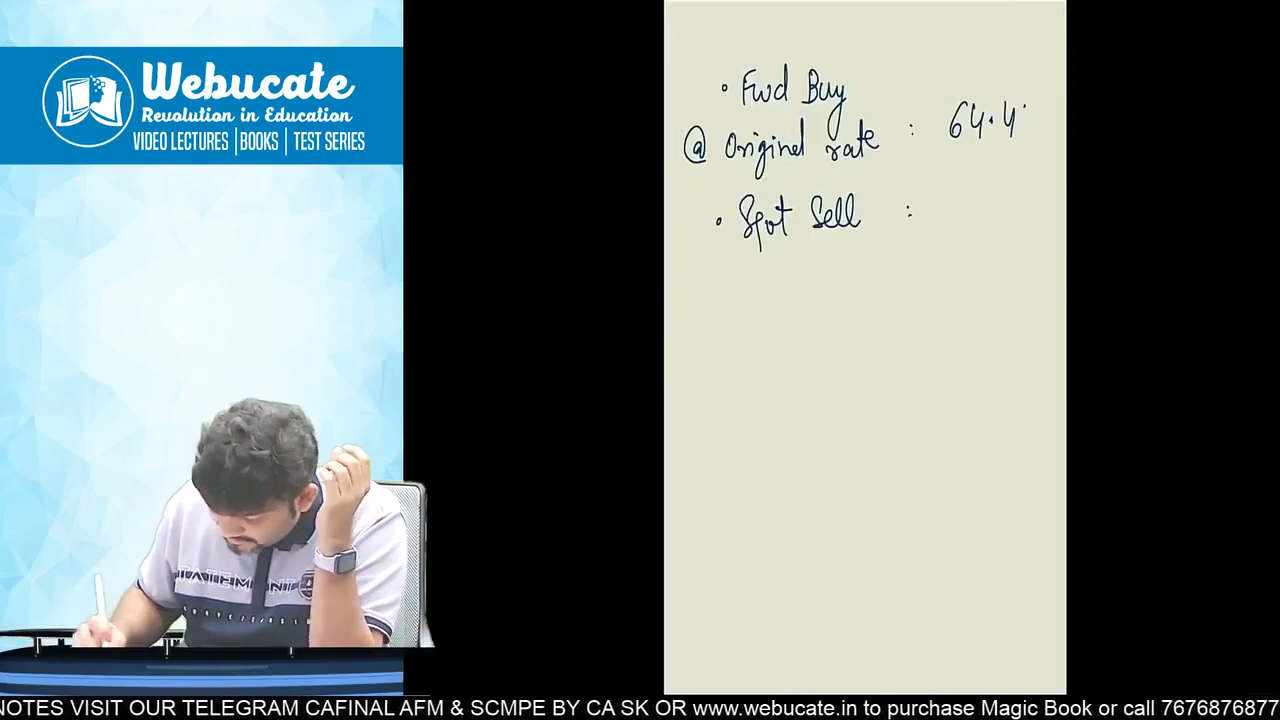 Webucate
Revolution in Education
VIDEO LECTURES | BOOKS | TEST SERIES
• Fwd Buy
@ Original rate : 64.4
• Spot Sell :
STATEMENT
NOTES VISIT OUR TELEGRAM CAFINAL AFM & SCMPE BY CA SK OR www.webucate.in to purchase Magic Book or call 7676876877